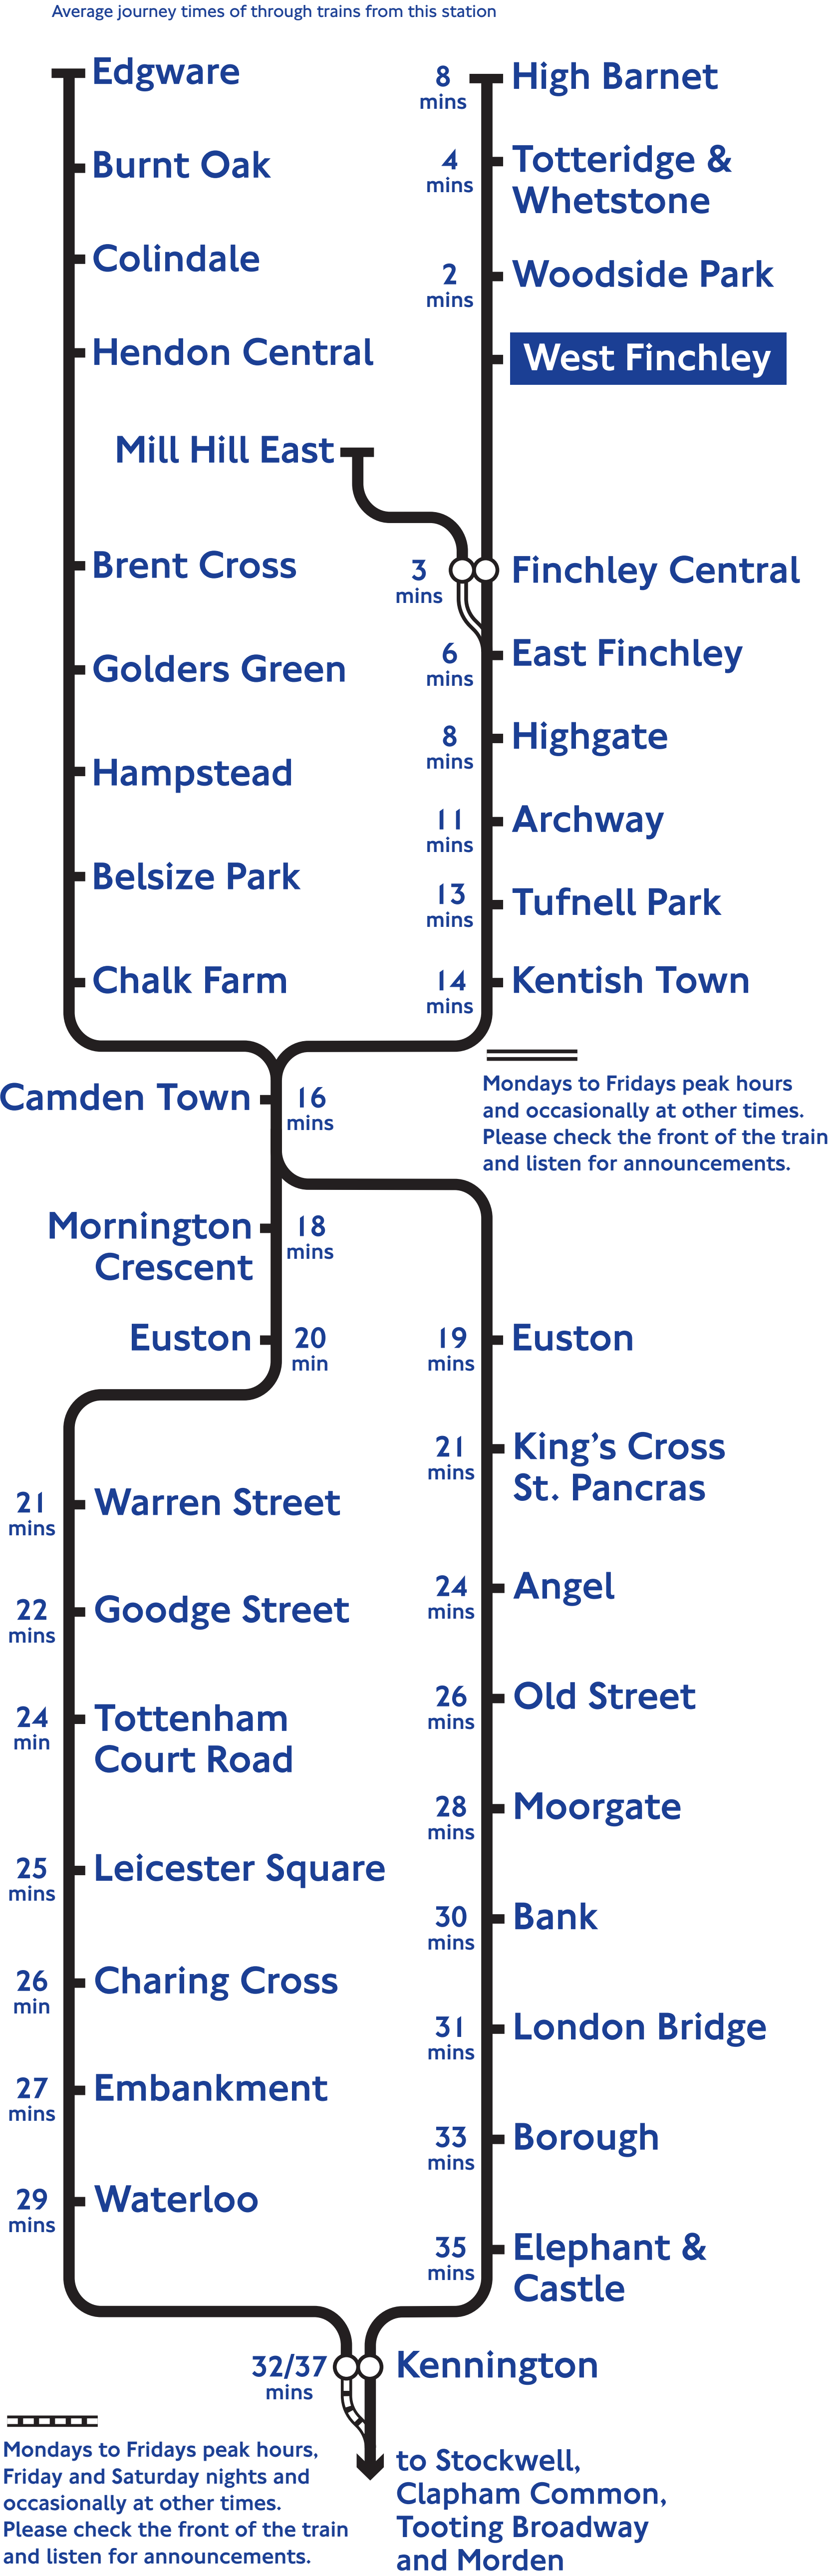 Average journey times of through trains from this station
Edgware
Burnt Oak
Colindale
Hendon Central
Mill Hill East
Brent Cross
Golders Green
Hampstead
Belsize Park
Chalk Farm
8
mins
High Barnet
4
mins
Totteridge &
Whetstone
2
mins
Woodside Park
West Finchley
3
mins
Finchley Central
6
mins
East Finchley
8
mins
Highgate
11
mins
Archway
13
mins
Tufnell Park
14
mins
Kentish Town
Mondays to Fridays peak hours
and occasionally at other times.
Please check the front of the train
and listen for announcements.
Camden Town
16
mins
Mornington
Crescent
18
mins
Euston
20
min
21
mins
Warren Street
22
mins
Goodge Street
24
min
Tottenham
Court Road
25
mins
Leicester Square
26
min
Charing Cross
27
mins
Embankment
29
mins
Waterloo
19
mins
Euston
21
mins
King's Cross
St. Pancras
24
mins
Angel
26
mins
Old Street
28
mins
Moorgate
30
mins
Bank
31
mins
London Bridge
33
mins
Borough
35
mins
Elephant &
Castle
32/37
mins
Kennington
Mondays to Fridays peak hours,
Friday and Saturday nights and
occasionally at other times.
Please check the front of the train
and listen for announcements.
to Stockwell,
Clapham Common,
Tooting Broadway
and Morden